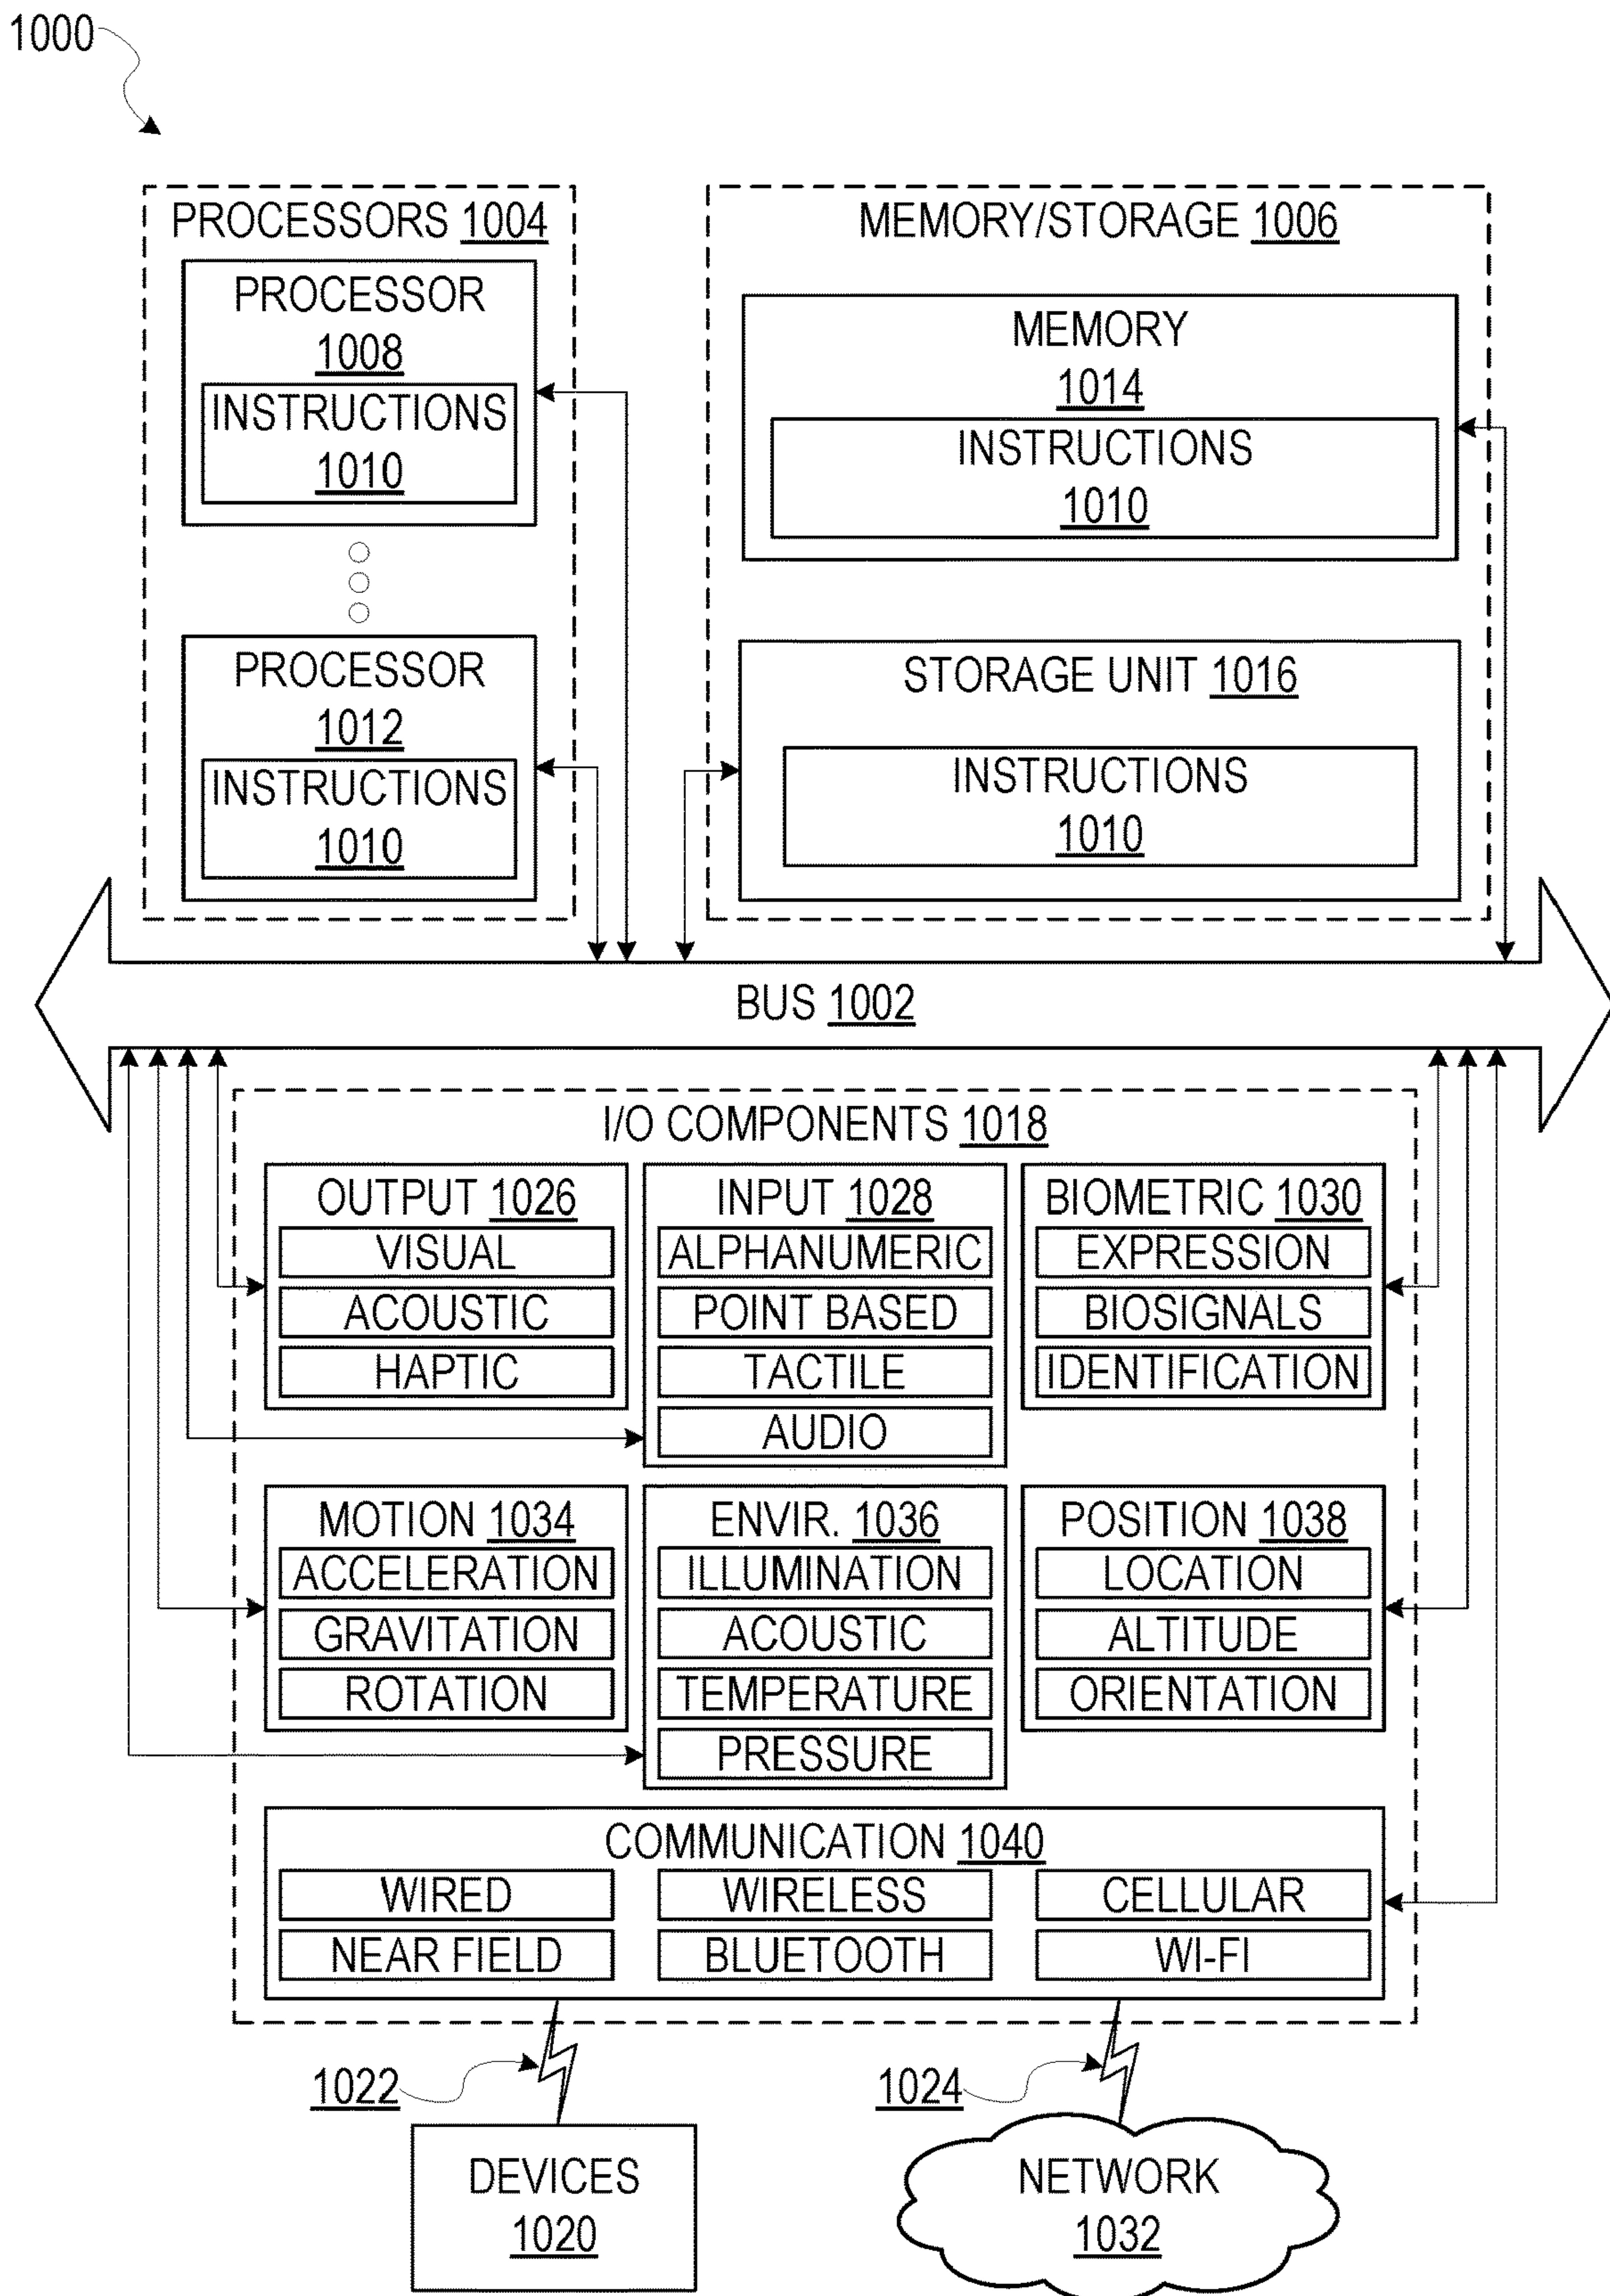 1000
PROCESSORS 1004
PROCESSOR
1008
INSTRUCTIONS
1010
PROCESSOR
1012
INSTRUCTIONS
1010
MEMORY/STORAGE 1006
MEMORY
1014
INSTRUCTIONS
1010
STORAGE UNIT 1016
INSTRUCTIONS
1010
BUS 1002
I/O COMPONENTS 1018
OUTPUT 1026
VISUAL
ACOUSTIC
HAPTIC
INPUT 1028
ALPHANUMERIC
POINT BASED
TACTILE
AUDIO
BIOMETRIC 1030
EXPRESSION
BIOSIGNALS
IDENTIFICATION
MOTION 1034
ACCELERATION
GRAVITATION
ROTATION
ENVIR. 1036
ILLUMINATION
ACOUSTIC
TEMPERATURE
PRESSURE
POSITION 1038
LOCATION
ALTITUDE
ORIENTATION
COMMUNICATION 1040
WIRED
WIRELESS
CELLULAR
NEAR FIELD
BLUETOOTH
WI-FI
1022
1024
DEVICES
1020
NETWORK
1032